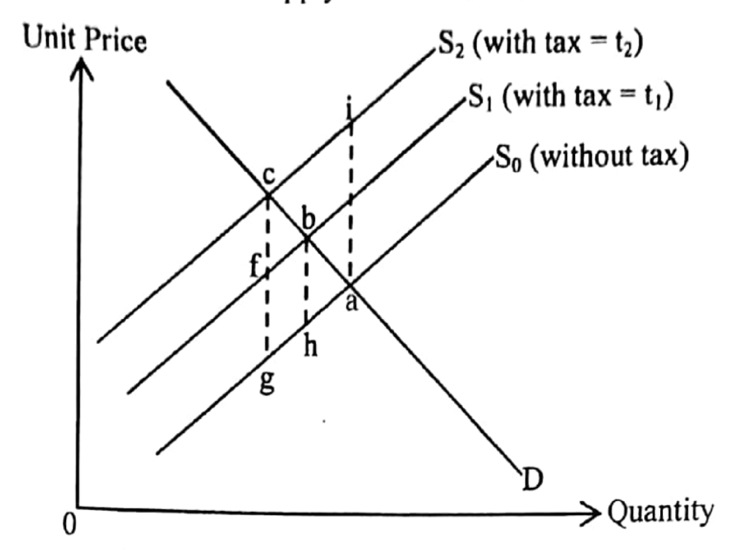 Unit Price
S₂ (with tax = t₂)
S₁ (with tax = t₁)
S₀ (without tax)
i
c
b
f
a
h
g
D
0
Quantity